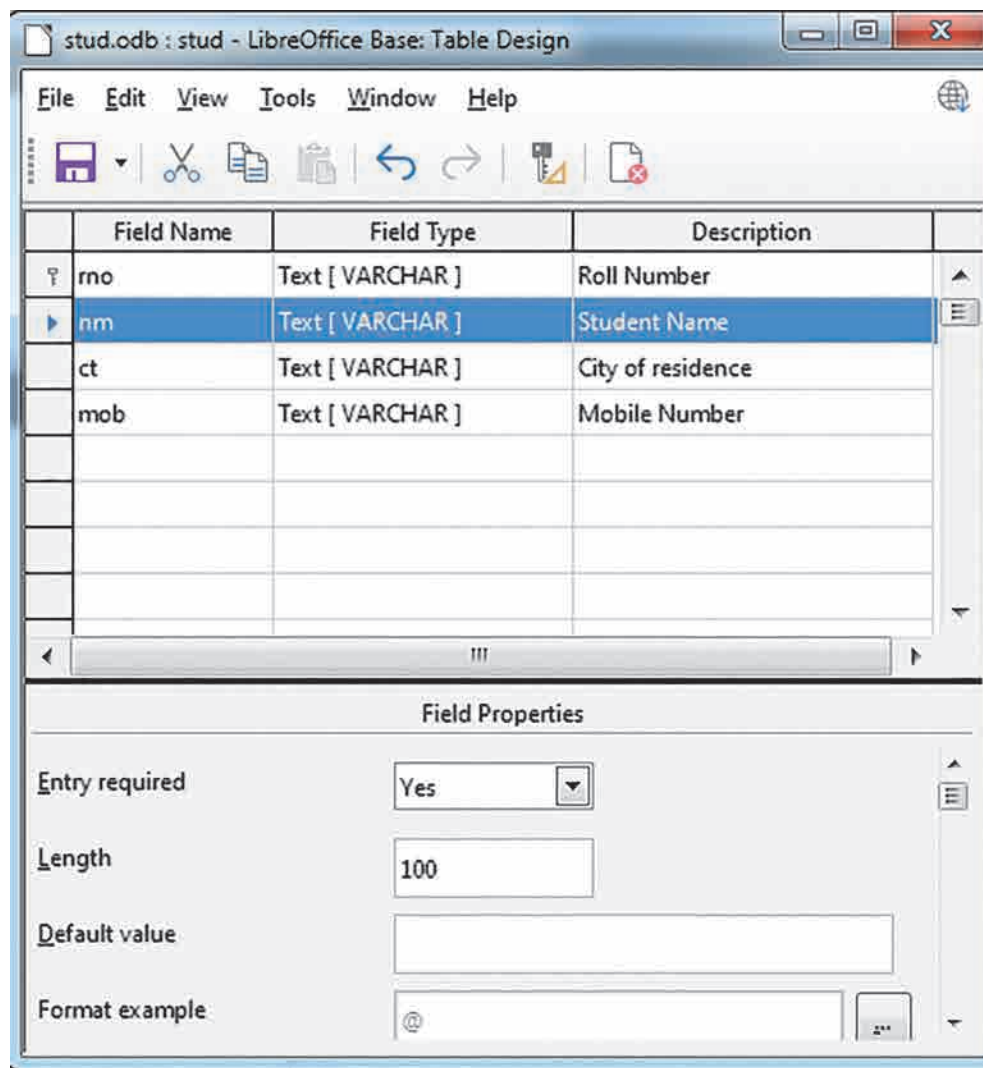 stud.odb : stud - LibreOffice Base: Table Design
File Edit View Tools Window Help
Field Name Field Type Description
rno Text [ VARCHAR ] Roll Number
nm Text [ VARCHAR ] Student Name
ct Text [ VARCHAR ] City of residence
mob Text [ VARCHAR ] Mobile Number
Field Properties
Entry required Yes
Length 100
Default value
Format example @ ...